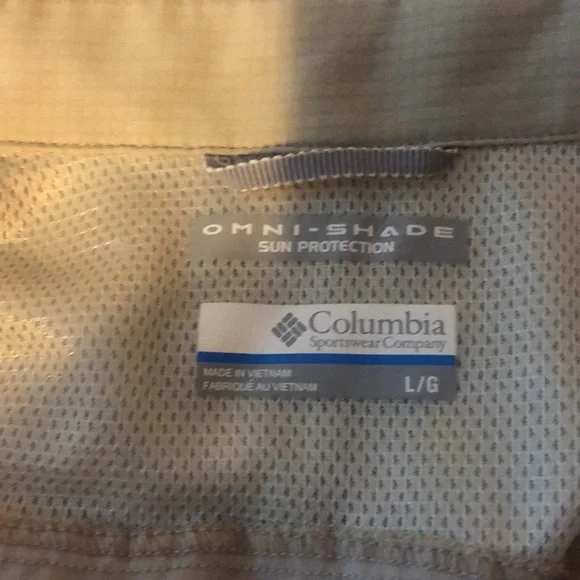 OMNI-SHADE
SUN PROTECTION
Columbia
Sportswear Company
MADE IN VIETNAM
FABRIQUÉ AU VIETNAM
L/G